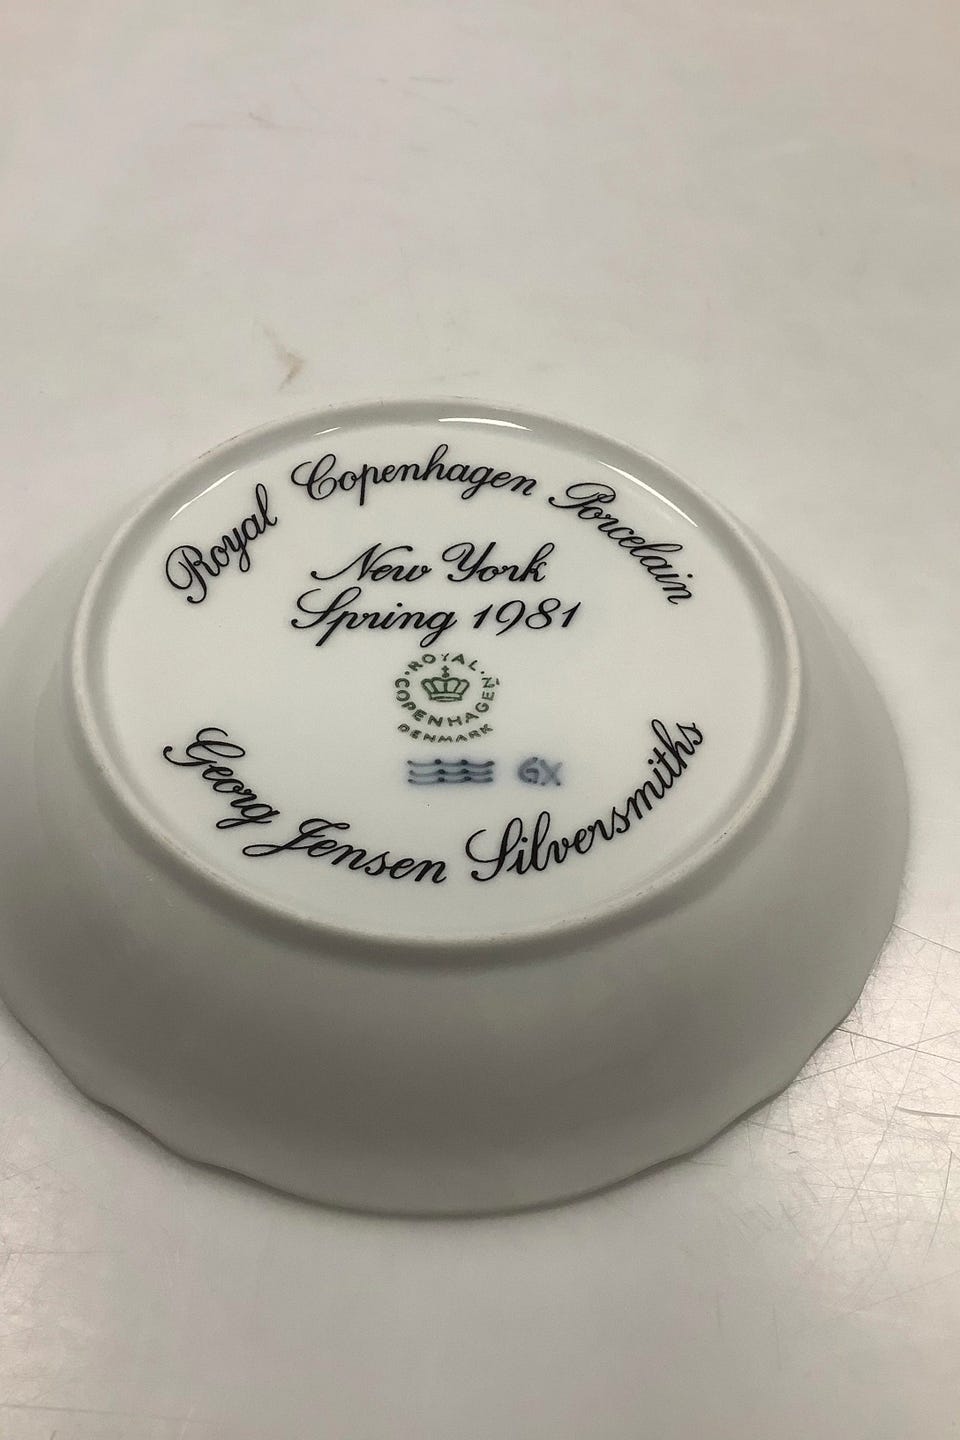 Royal Copenhagen Porcelain
New York
Spring 1981
ROYAL COPENHAGEN
DENMARK
GX
Georg Jensen Silversmiths